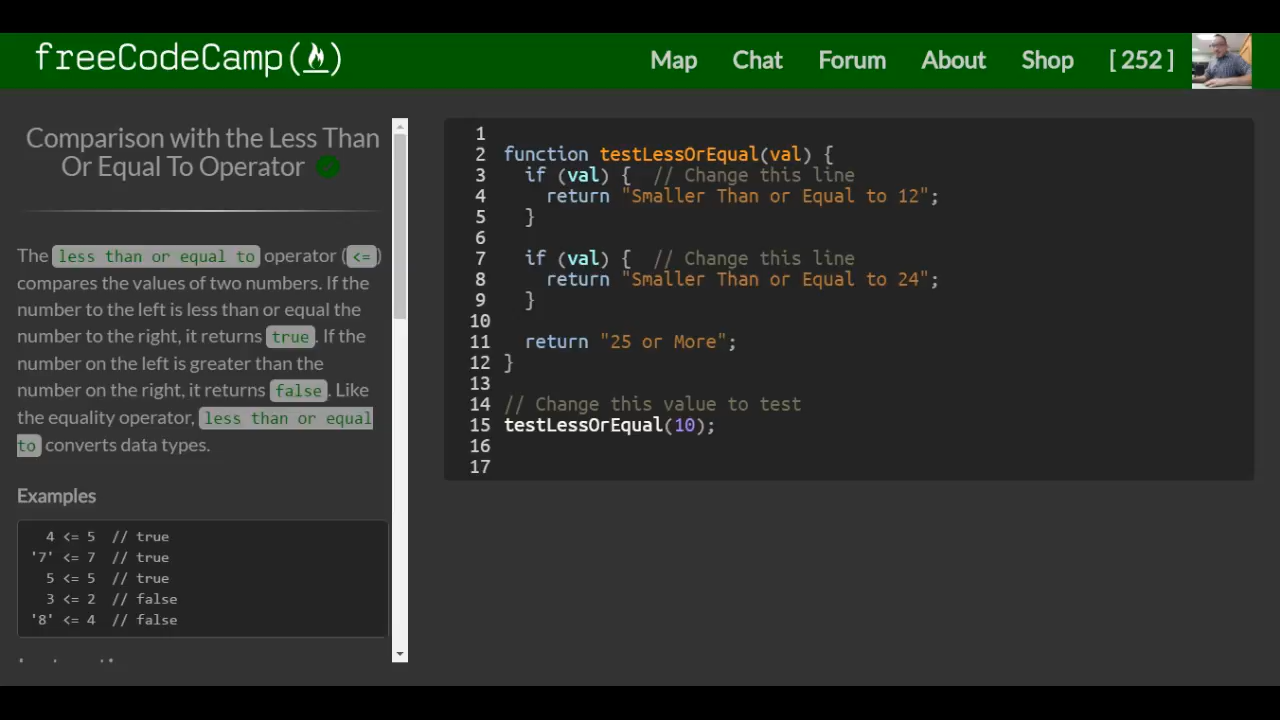 freeCodeCamp(🔥)
Map Chat Forum About Shop [ 252 ]
Comparison with the Less Than
Or Equal To Operator
The less than or equal to operator ( <= )
compares the values of two numbers. If the
number to the left is less than or equal the
number to the right, it returns true . If the
number on the left is greater than the
number on the right, it returns false . Like
the equality operator, less than or equal
to converts data types.
Examples
4 <= 5 // true
'7' <= 7 // true
5 <= 5 // true
3 <= 2 // false
'8' <= 4 // false
1
2 function testLessOrEqual(val) {
3 if (val) { // Change this line
4 return "Smaller Than or Equal to 12";
5 }
6
7 if (val) { // Change this line
8 return "Smaller Than or Equal to 24";
9 }
10
11 return "25 or More";
12 }
13
14 // Change this value to test
15 testLessOrEqual(10);
16
17